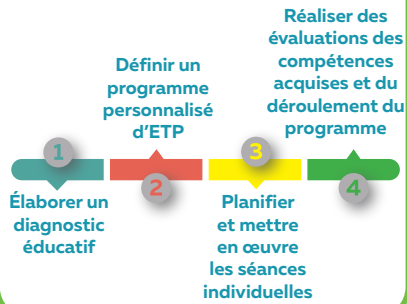 1
Élaborer un
diagnostic
éducatif
Définir un
programme
personnalisé
d'ETP
2
3
Planifier
et mettre
en œuvre
les séances
individuelles
Réaliser des
évaluations des
compétences
acquises et du
déroulement du
programme
4